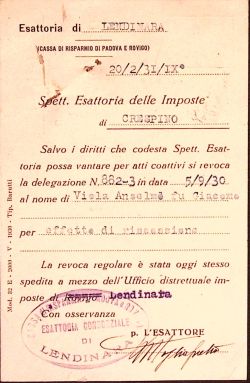 Esattoria di LENDINARA
(CASSA DI RISPARMIO DI PADOVA E ROVIGO)
20/2/31/IX°
Spett. Esattoria delle Imposte
di CRESPINO
Salvo i diritti che codesta Spett. Esat-
toria possa vantare per atti coattivi si revoca
la delegazione N. 882-3 in data 5/9/30
al nome di Viola Anselmo fu Giacomo
per effetto di riscossione
La revoca regolare è stata oggi stesso
spedita a mezzo dell'Ufficio distrettuale im-
poste di Lendinara
Con osservanza
p. L'ESATTORE
ESATTORIA CONSORZIALE
DI
LENDINARA
Mod. 22 E - 2000 - V - 1930 - Tip. Baratti